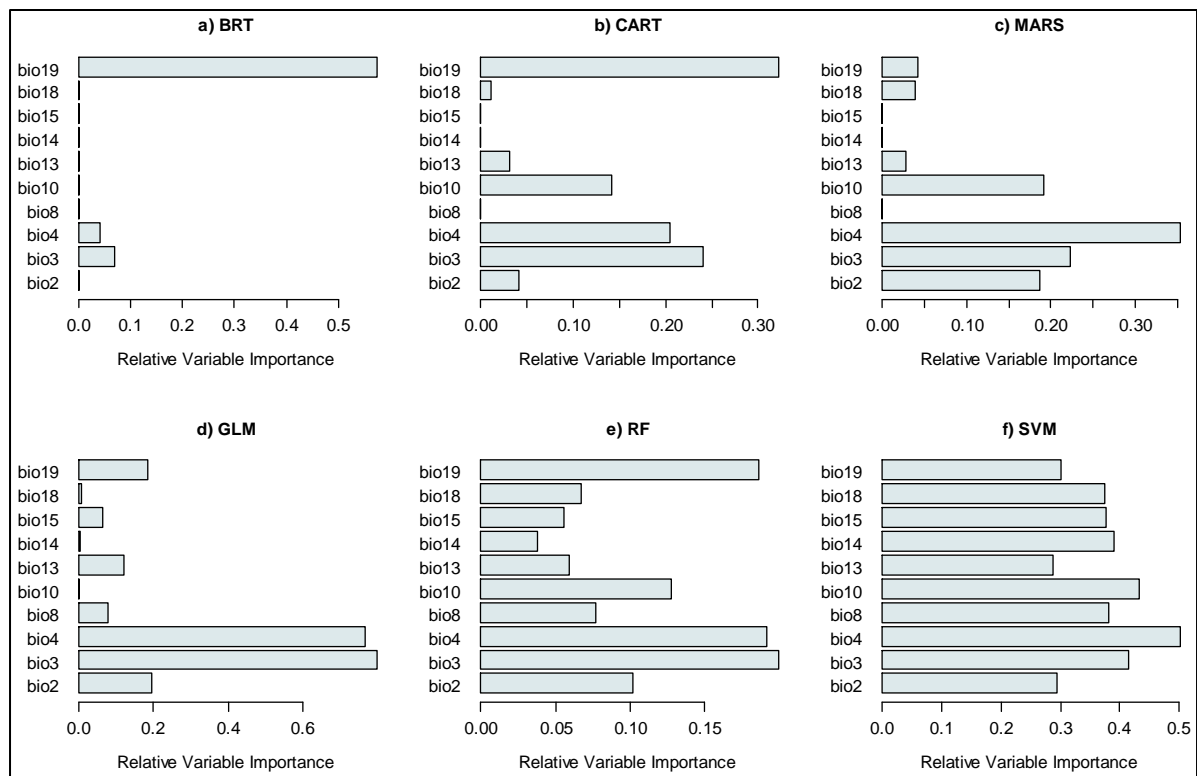 a) BRT
bio19
bio18
bio15
bio14
bio13
bio10
bio8
bio4
bio3
bio2
0.0 0.1 0.2 0.3 0.4 0.5
Relative Variable Importance
b) CART
bio19
bio18
bio15
bio14
bio13
bio10
bio8
bio4
bio3
bio2
0.00 0.10 0.20 0.30
Relative Variable Importance
c) MARS
bio19
bio18
bio15
bio14
bio13
bio10
bio8
bio4
bio3
bio2
0.00 0.10 0.20 0.30
Relative Variable Importance
d) GLM
bio19
bio18
bio15
bio14
bio13
bio10
bio8
bio4
bio3
bio2
0.0 0.2 0.4 0.6
Relative Variable Importance
e) RF
bio19
bio18
bio15
bio14
bio13
bio10
bio8
bio4
bio3
bio2
0.00 0.05 0.10 0.15
Relative Variable Importance
f) SVM
bio19
bio18
bio15
bio14
bio13
bio10
bio8
bio4
bio3
bio2
0.0 0.1 0.2 0.3 0.4 0.5
Relative Variable Importance